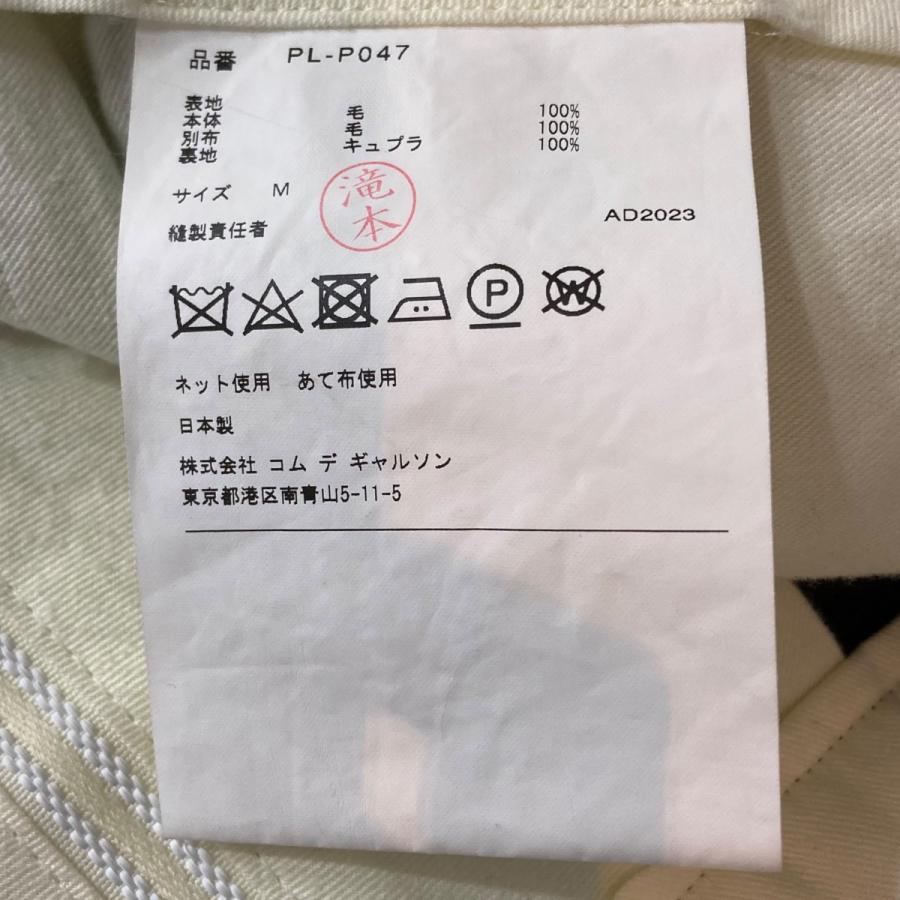 品番 PL-P047
表地
本体 毛 100%
別布 毛 100%
裏地 キュプラ 100%
サイズ M
滝本
縫製責任者
AD2023
P
W
ネット使用 あて布使用
日本製
株式会社 コム デ ギャルソン
東京都港区南青山5-11-5